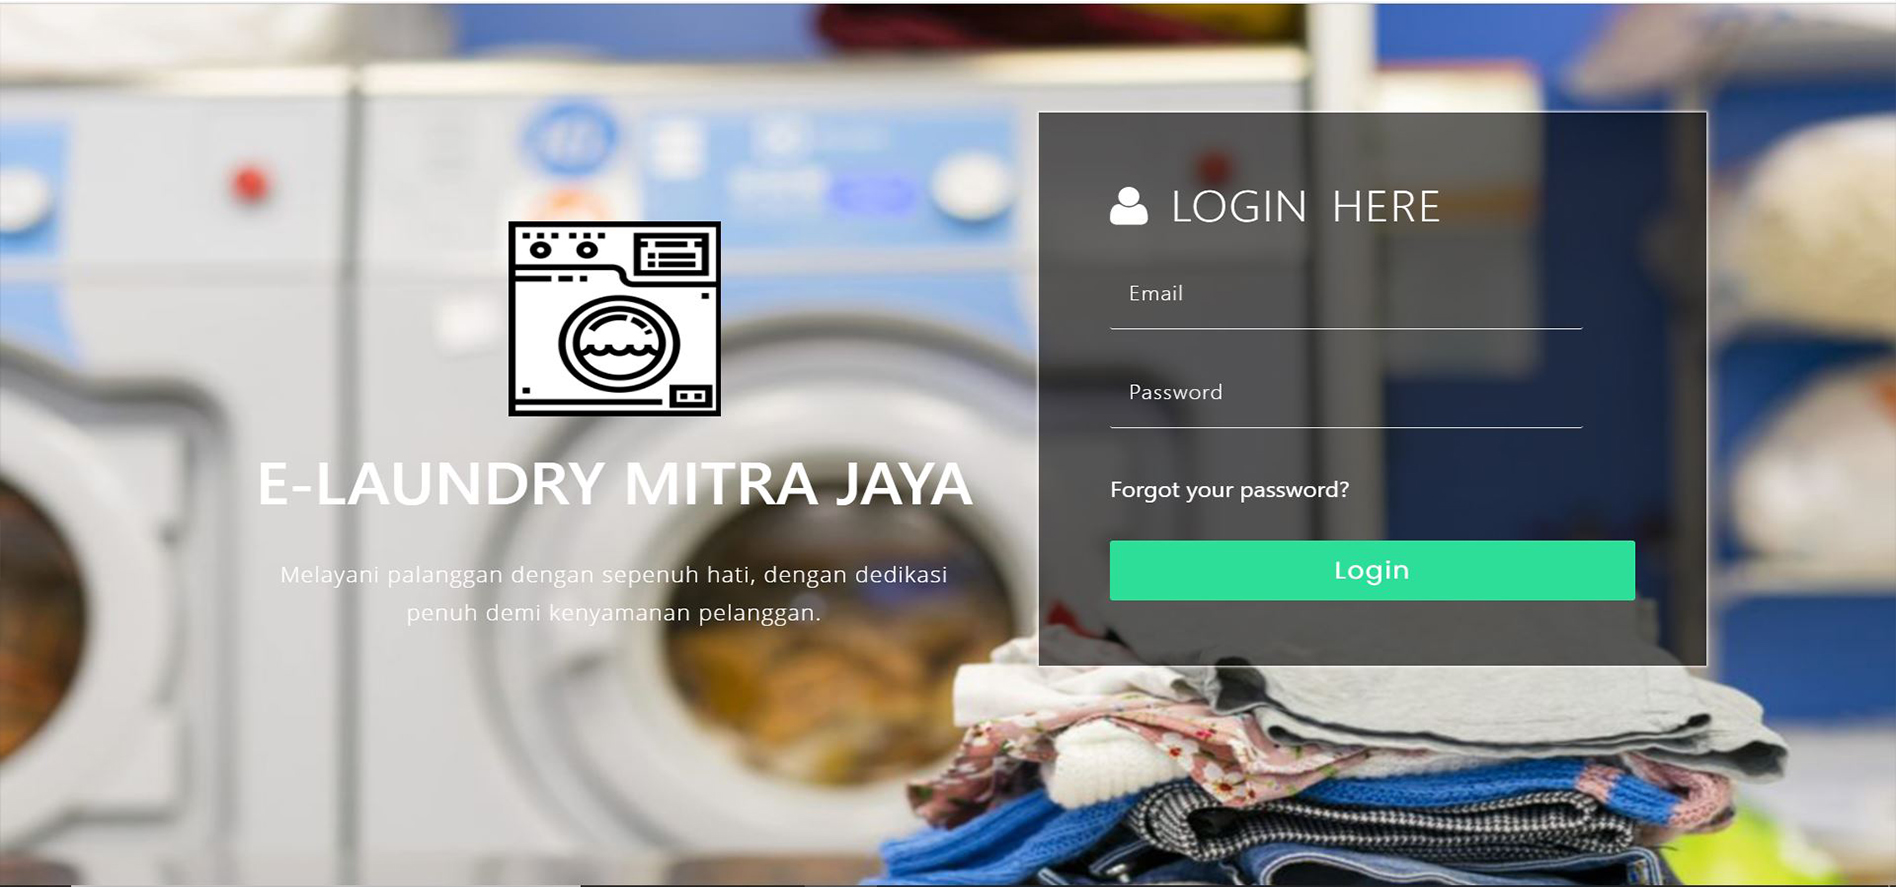 E-LAUNDRY MITRA JAYA
Melayani palanggan dengan sepenuh hati, dengan dedikasi
penuh demi kenyamanan pelanggan.
LOGIN HERE
Email
Password
Forgot your password?
Login